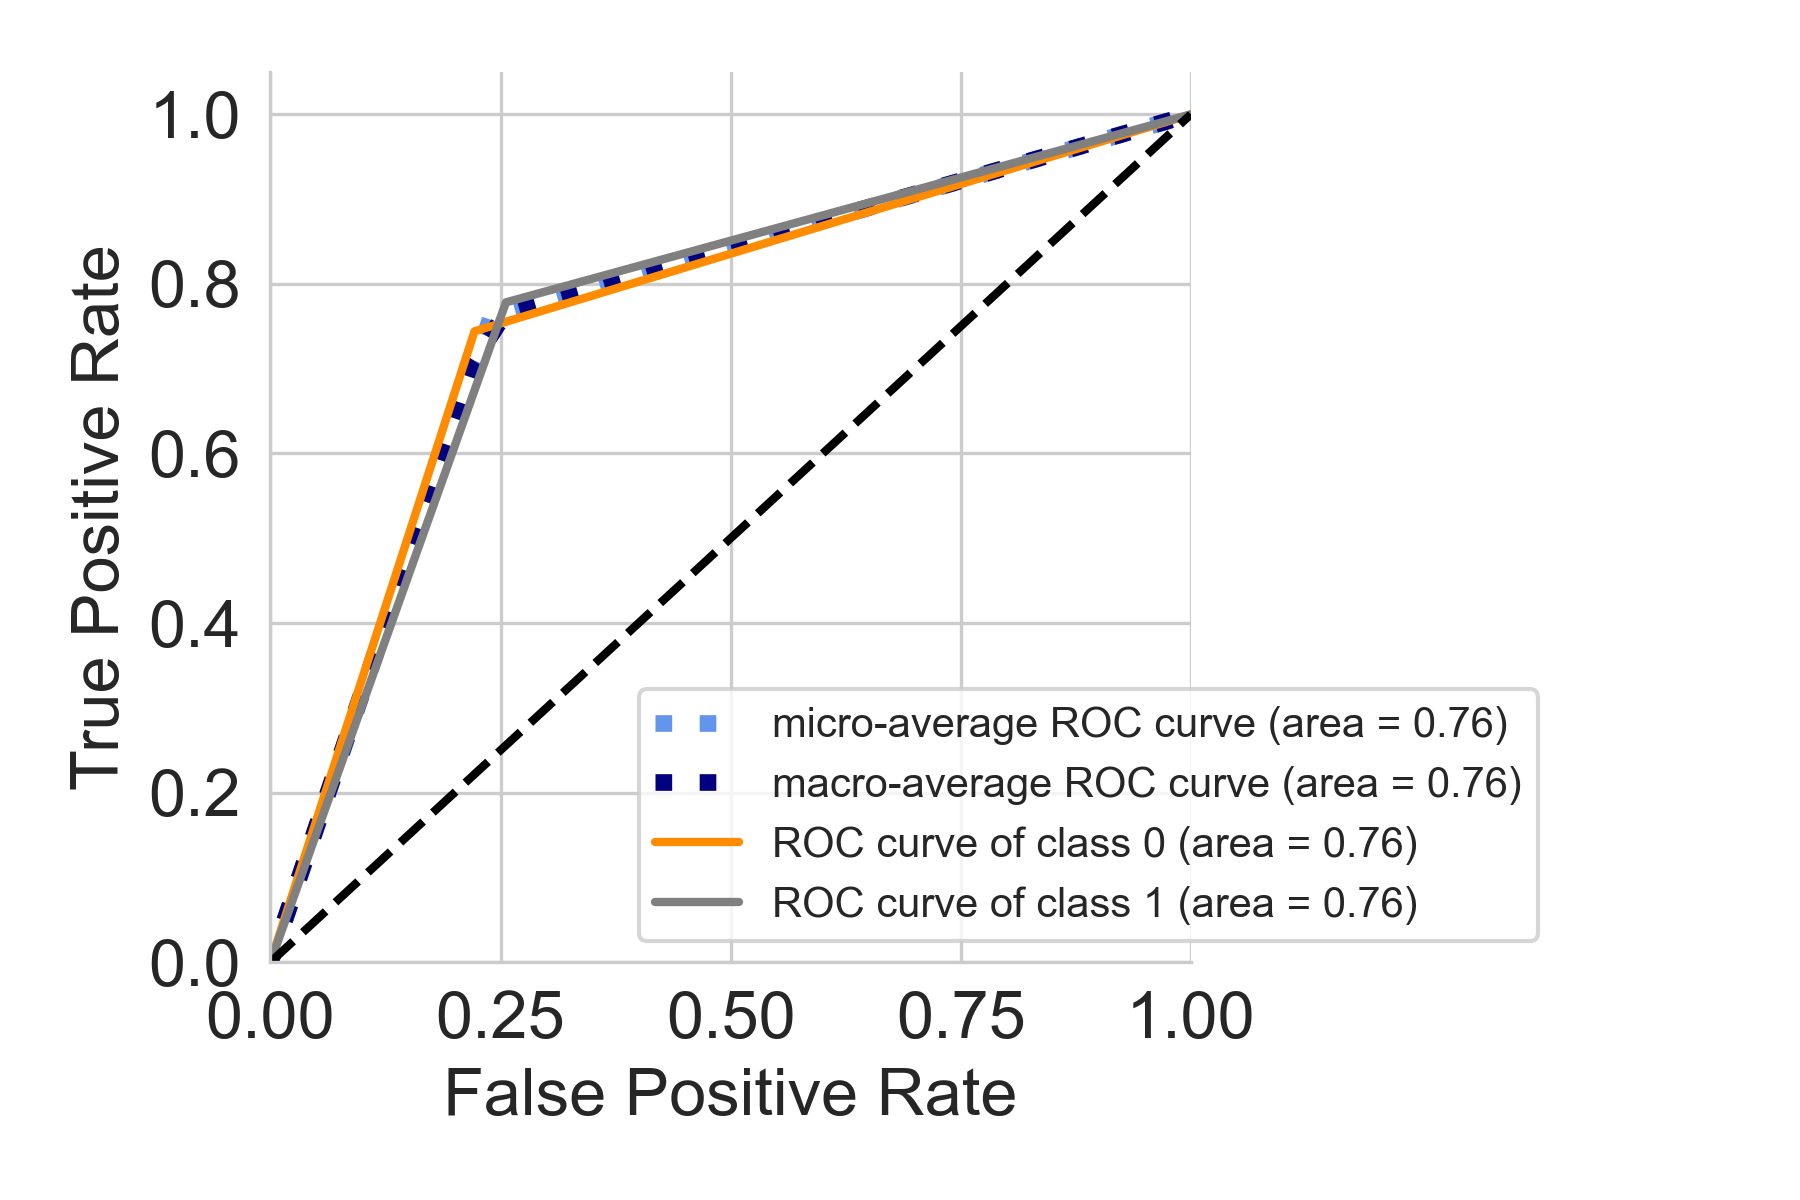 True Positive Rate
1.0
0.8
0.6
0.4
0.2
0.0
micro-average ROC curve (area = 0.76)
macro-average ROC curve (area = 0.76)
ROC curve of class 0 (area = 0.76)
ROC curve of class 1 (area = 0.76)
0.00 0.25 0.50 0.75 1.00
False Positive Rate